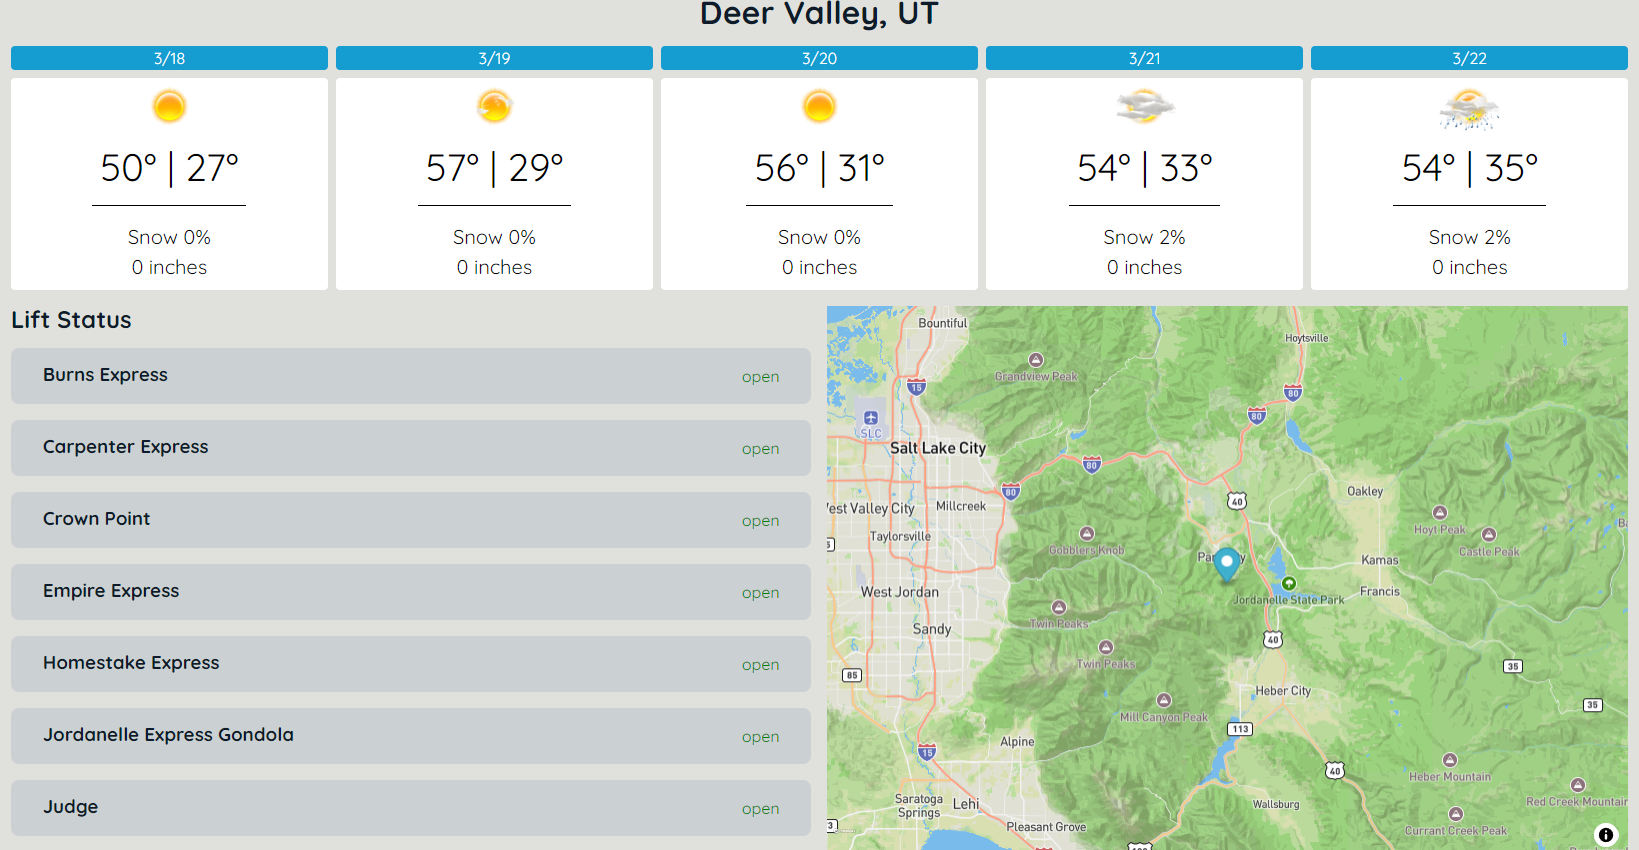 Deer Valley, UT
3/18
3/19
3/20
3/21
3/22
50° | 27°
57° | 29°
56° | 31°
54° | 33°
54° | 35°
Snow 0%
Snow 0%
Snow 0%
Snow 2%
Snow 2%
0 inches
0 inches
0 inches
0 inches
0 inches
Lift Status
Burns Express
open
Carpenter Express
open
Crown Point
open
Empire Express
open
Homestake Express
open
Jordanelle Express Gondola
open
Judge
open
Bountiful
Hoytsville
Grandview Peak
15
80
80
SLC
Salt Lake City
80
80
40
Oakley
Millcreek
Hoyt Peak
Castle Peak
Taylorsville
Gobblers Knob
Kamas
West Jordan
Francis
Jordanelle State Park
Twin Peaks
Sandy
40
Twin Peaks
35
85
Heber City
35
Mill Canyon Peak
113
Alpine
15
40
Heber Mountain
Red Creek Mountain
Saratoga
Springs
Lehi
Wallsburg
Currant Creek Peak
Pleasant Grove